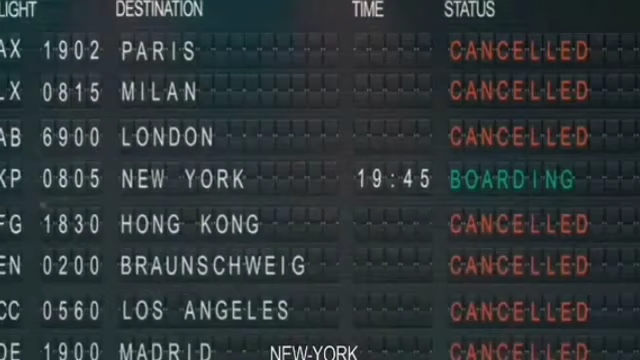 LIGHT DESTINATION TIME STATUS
AX 1902 PARIS CANCELLED
LX 0815 MILAN CANCELLED
AB 6900 LONDON CANCELLED
KP 0805 NEW YORK 19:45 BOARDING
FG 1830 HONG KONG CANCELLED
EN 0200 BRAUNSCHWEIG CANCELLED
CC 0560 LOS ANGELES CANCELLED
DE 1900 MADRID CANCELLED
NEW-YORK